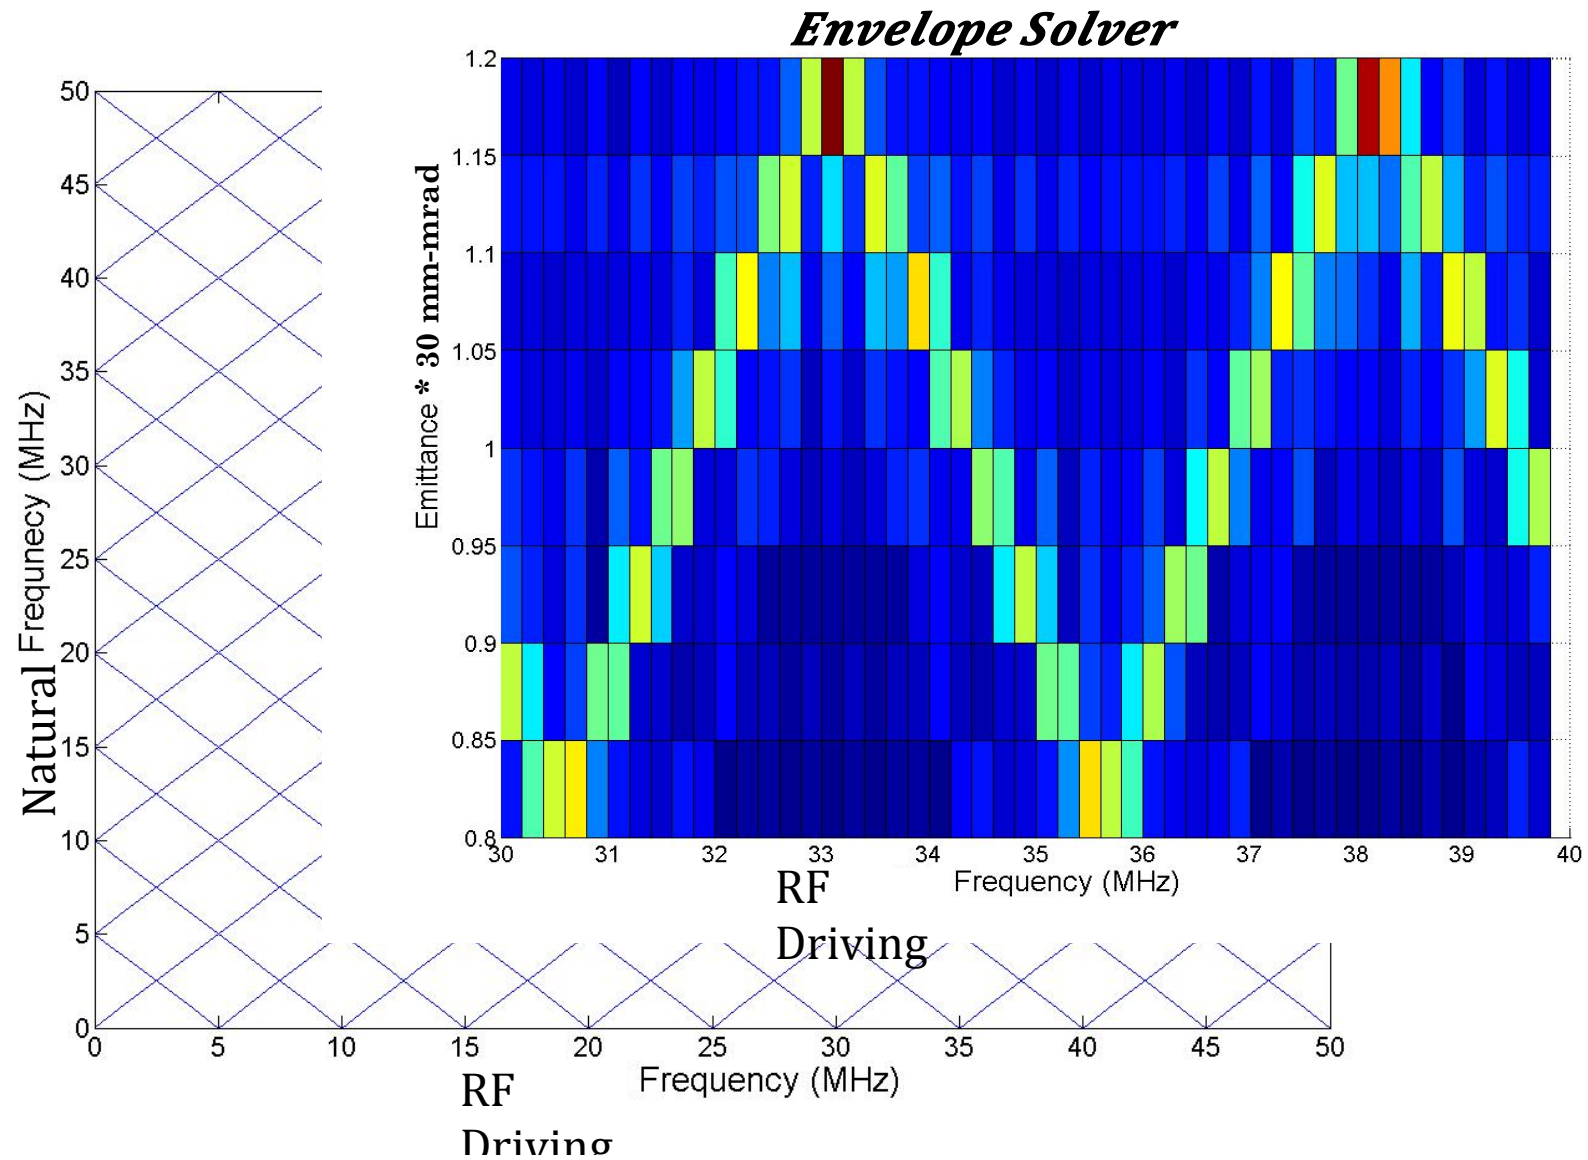 Envelope Solver
1.2
1.15
1.1
1.05
1
0.95
0.9
0.85
0.8
Emittance * 30 mm-mrad
30 31 32 33 34 35 36 37 38 39 40
RF
Driving
Frequency (MHz)
50
45
40
35
30
25
20
15
10
5
0
Natural Frequnecy (MHz)
0 5 10 15 20 25 30 35 40 45 50
RF
Driving
Frequency (MHz)